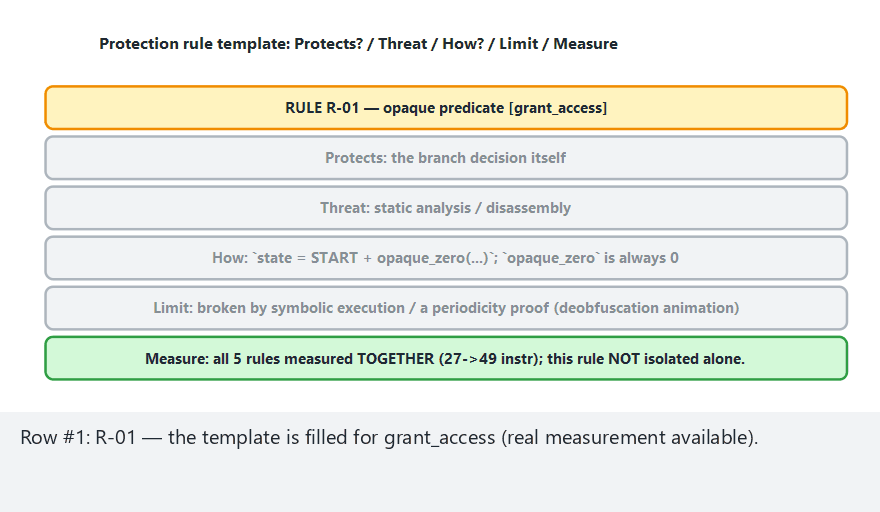 Protection rule template: Protects? / Threat / How? / Limit / Measure
RULE R-01 — opaque predicate [grant_access]
Protects: the branch decision itself
Threat: static analysis / disassembly
How: `state = START + opaque_zero(...)`; `opaque_zero` is always 0
Limit: broken by symbolic execution / a periodicity proof (deobfuscation animation)
Measure: all 5 rules measured TOGETHER (27->49 instr); this rule NOT isolated alone.
Row #1: R-01 — the template is filled for grant_access (real measurement available).